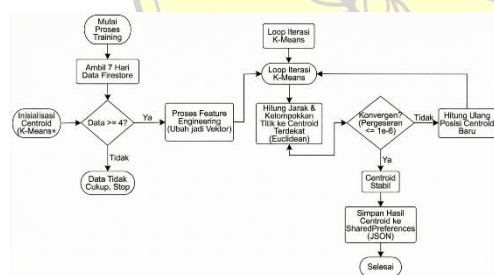 Mulai
Proses
Training
Ambil 7 Hari
Data Firestore
Inisialisasi
Centroid
(K-Means+
Data >= 4?
Ya
Tidak
Data Tidak
Cukup, Stop
Proses Feature
Engineering
(Ubah jadi Vektor)
Loop Iterasi
K-Means
Loop Iterasi
K-Means
Hitung Jarak &
Kelompokkan
Titik ke Centroid
Terdekat
(Euclidean)
Konvergen?
(Pergeseran
<= 1e-6)
Tidak
Hitung Ulang
Posisi Centroid
Baru
Ya
Centroid
Stabil
Simpan Hasil
Centroid ke
SharedPreferences
(JSON)
Selesai